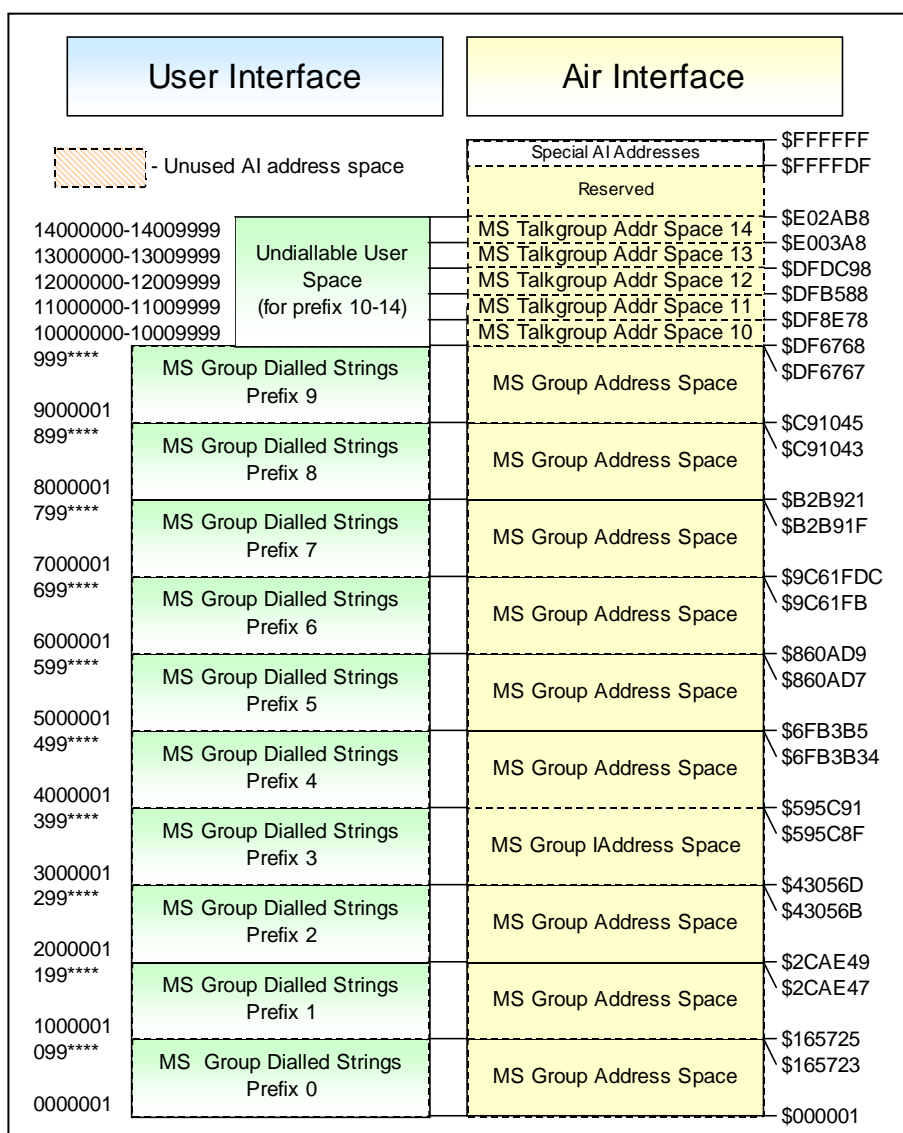 User Interface
Air Interface
- Unused AI address space
Special AI Addresses
Reserved
$FFFFFF
$FFFFDF
14000000-14009999
13000000-13009999
12000000-12009999
11000000-11009999
10000000-10009999
Undiallable User
Space
(for prefix 10-14)
MS Talkgroup Addr Space 14
MS Talkgroup Addr Space 13
MS Talkgroup Addr Space 12
MS Talkgroup Addr Space 11
MS Talkgroup Addr Space 10
$E02AB8
$E003A8
$DFDC98
$DFB588
$DF8E78
$DF6768
999****
MS Group Dialled Strings
Prefix 9
MS Group Address Space
$DF6767
9000001
$C91045
899****
MS Group Dialled Strings
Prefix 8
MS Group Address Space
$C91043
8000001
$B2B921
799****
MS Group Dialled Strings
Prefix 7
MS Group Address Space
$B2B91F
7000001
$9C61FDC
699****
MS Group Dialled Strings
Prefix 6
MS Group Address Space
$9C61FB
6000001
$860AD9
599****
MS Group Dialled Strings
Prefix 5
MS Group Address Space
$860AD7
5000001
$6FB3B5
499****
MS Group Dialled Strings
Prefix 4
MS Group Address Space
$6FB3B34
4000001
$595C91
399****
MS Group Dialled Strings
Prefix 3
MS Group IAddress Space
$595C8F
3000001
$43056D
299****
MS Group Dialled Strings
Prefix 2
MS Group Address Space
$43056B
2000001
$2CAE49
199****
MS Group Dialled Strings
Prefix 1
MS Group Address Space
$2CAE47
1000001
$165725
099****
MS Group Dialled Strings
Prefix 0
MS Group Address Space
$165723
0000001
$000001